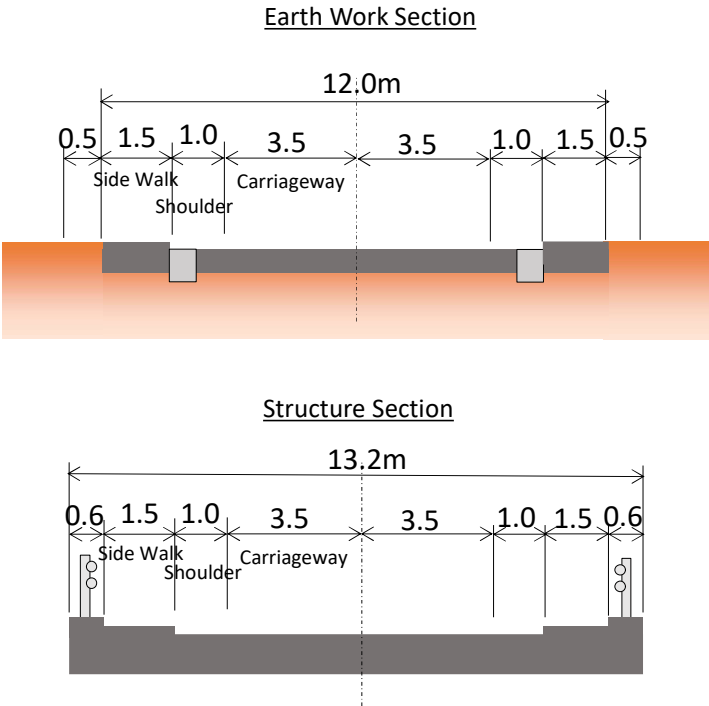 Earth Work Section
12.0m
0.5 1.5 1.0 3.5 3.5 1.0 1.5 0.5
Side Walk Carriageway
Shoulder
Structure Section
13.2m
0.6 1.5 1.0 3.5 3.5 1.0 1.5 0.6
Side Walk Carriageway
Shoulder